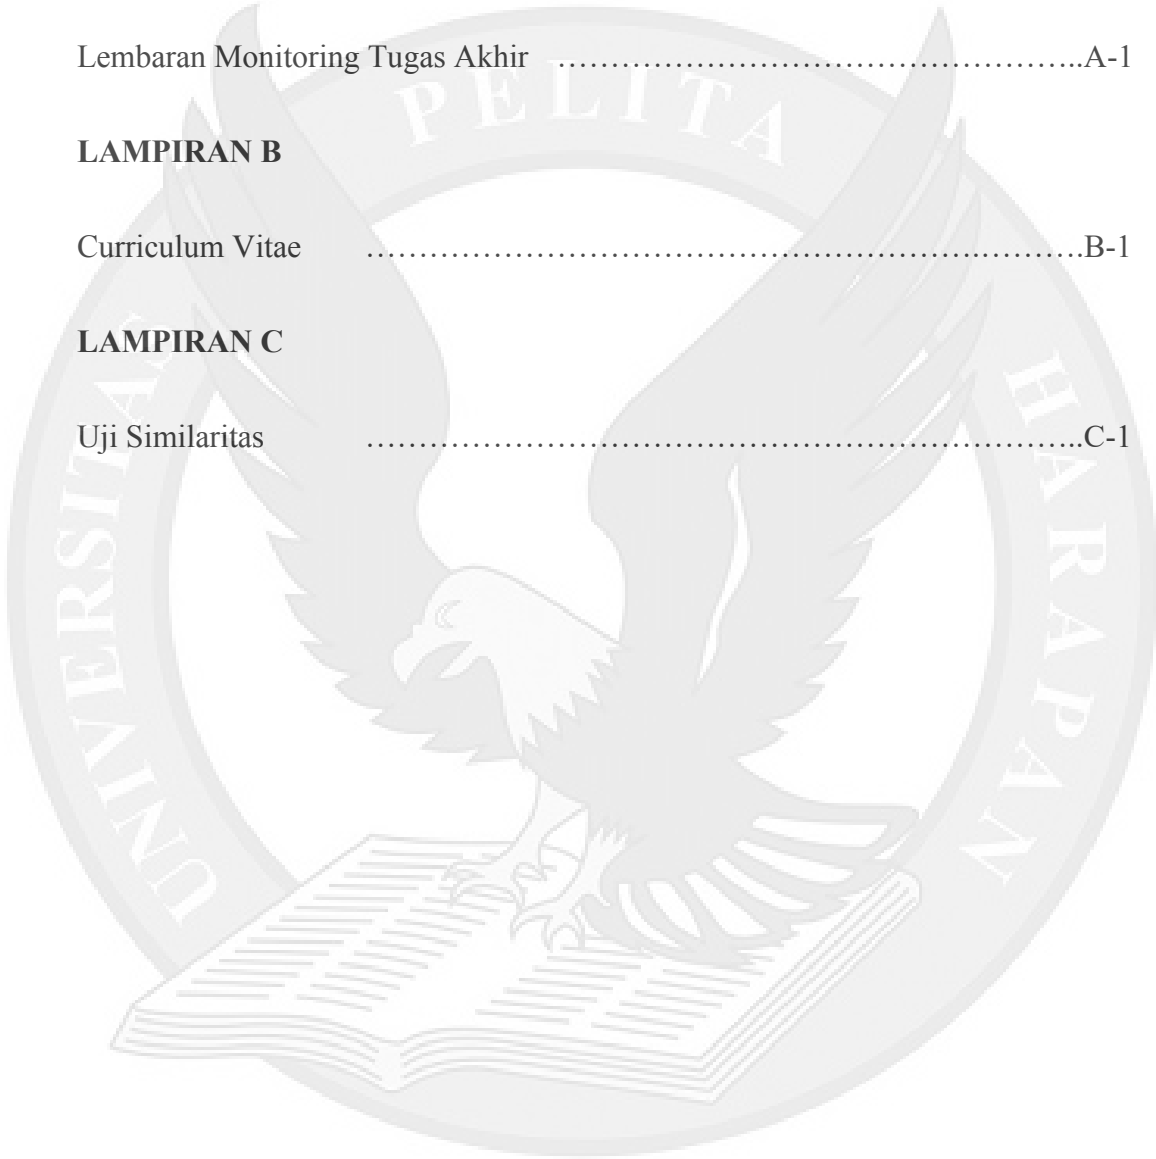 Lembaran Monitoring Tugas Akhir …………………………………………..A-1
LAMPIRAN B
Curriculum Vitae ………………………………………………….……….B-1
LAMPIRAN C
Uji Similaritas …………………………………………………………..C-1
UNIVERSITAS PELITA HARAPAN